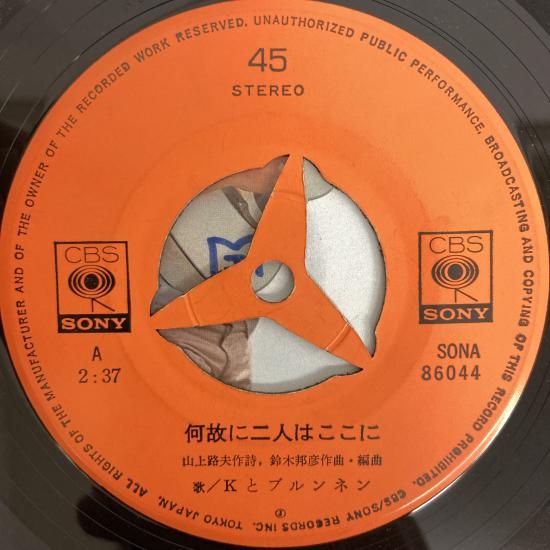 ALL RIGHTS OF THE MANUFACTURER AND OF THE OWNER OF THE RECORDED WORK RESERVED. UNAUTHORIZED PUBLIC PERFORMANCE, BROADCASTING AND COPYING OF THIS RECORD PROHIBITED. CBS/SONY RECORDS INC. TOKYO JAPAN.
45
STEREO
CBS
SONY
CBS
SONY
A
2:37
SONA
86044
何故に二人はここに
山上路夫作詩，鈴木邦彦作曲・編曲
歌／Kとブルンネン
Ⓟ